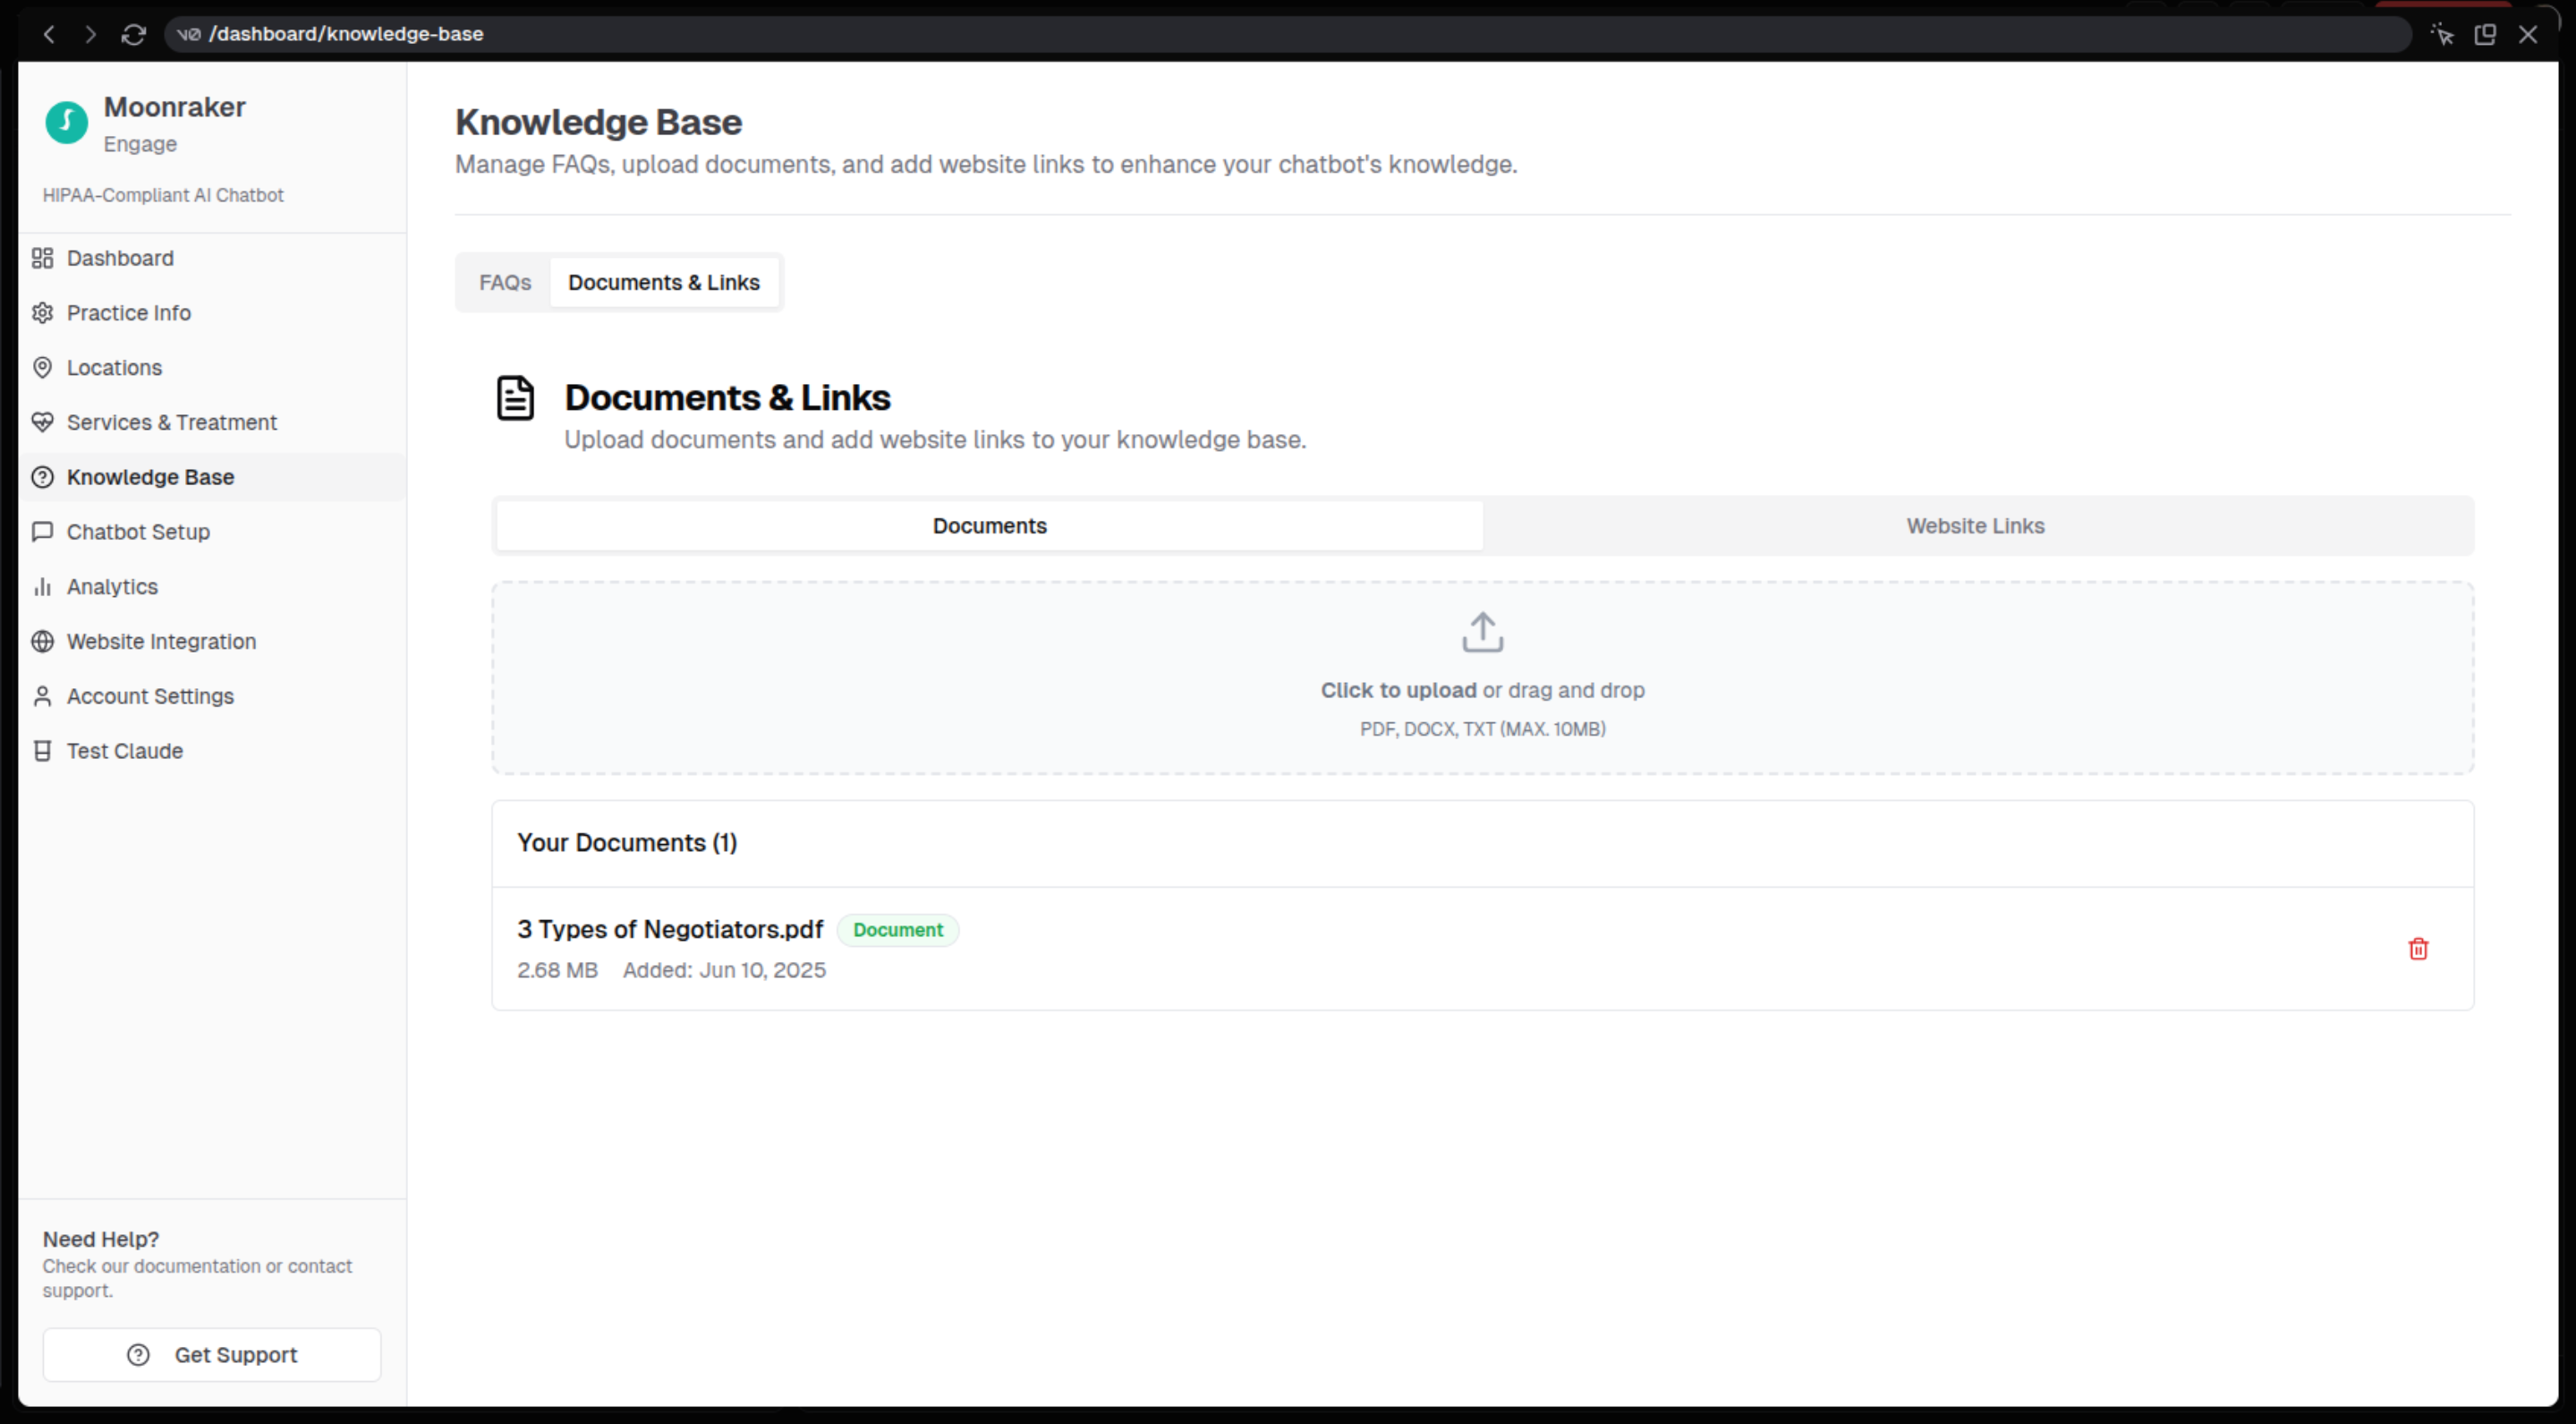 /dashboard/knowledge-base
Moonraker
Engage
HIPAA-Compliant AI Chatbot
Dashboard
Practice Info
Locations
Services & Treatment
Knowledge Base
Chatbot Setup
Analytics
Website Integration
Account Settings
Test Claude
Need Help?
Check our documentation or contact
support.
Get Support
Knowledge Base
Manage FAQs, upload documents, and add website links to enhance your chatbot's knowledge.
FAQs
Documents & Links
Documents & Links
Upload documents and add website links to your knowledge base.
Documents
Website Links
Click to upload or drag and drop
PDF, DOCX, TXT (MAX. 10MB)
Your Documents (1)
3 Types of Negotiators.pdf Document
2.68 MB Added: Jun 10, 2025